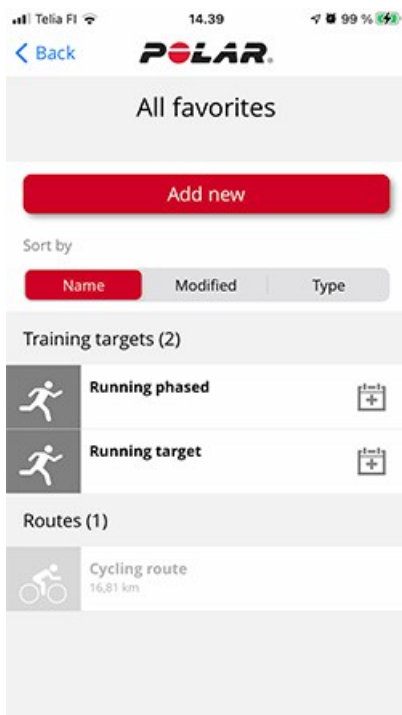 Telia FI 14.39 99 %
Back POLAR.
All favorites
Add new
Sort by
Name Modified Type
Training targets (2)
Running phased
Running target
Routes (1)
Cycling route
16,81 km